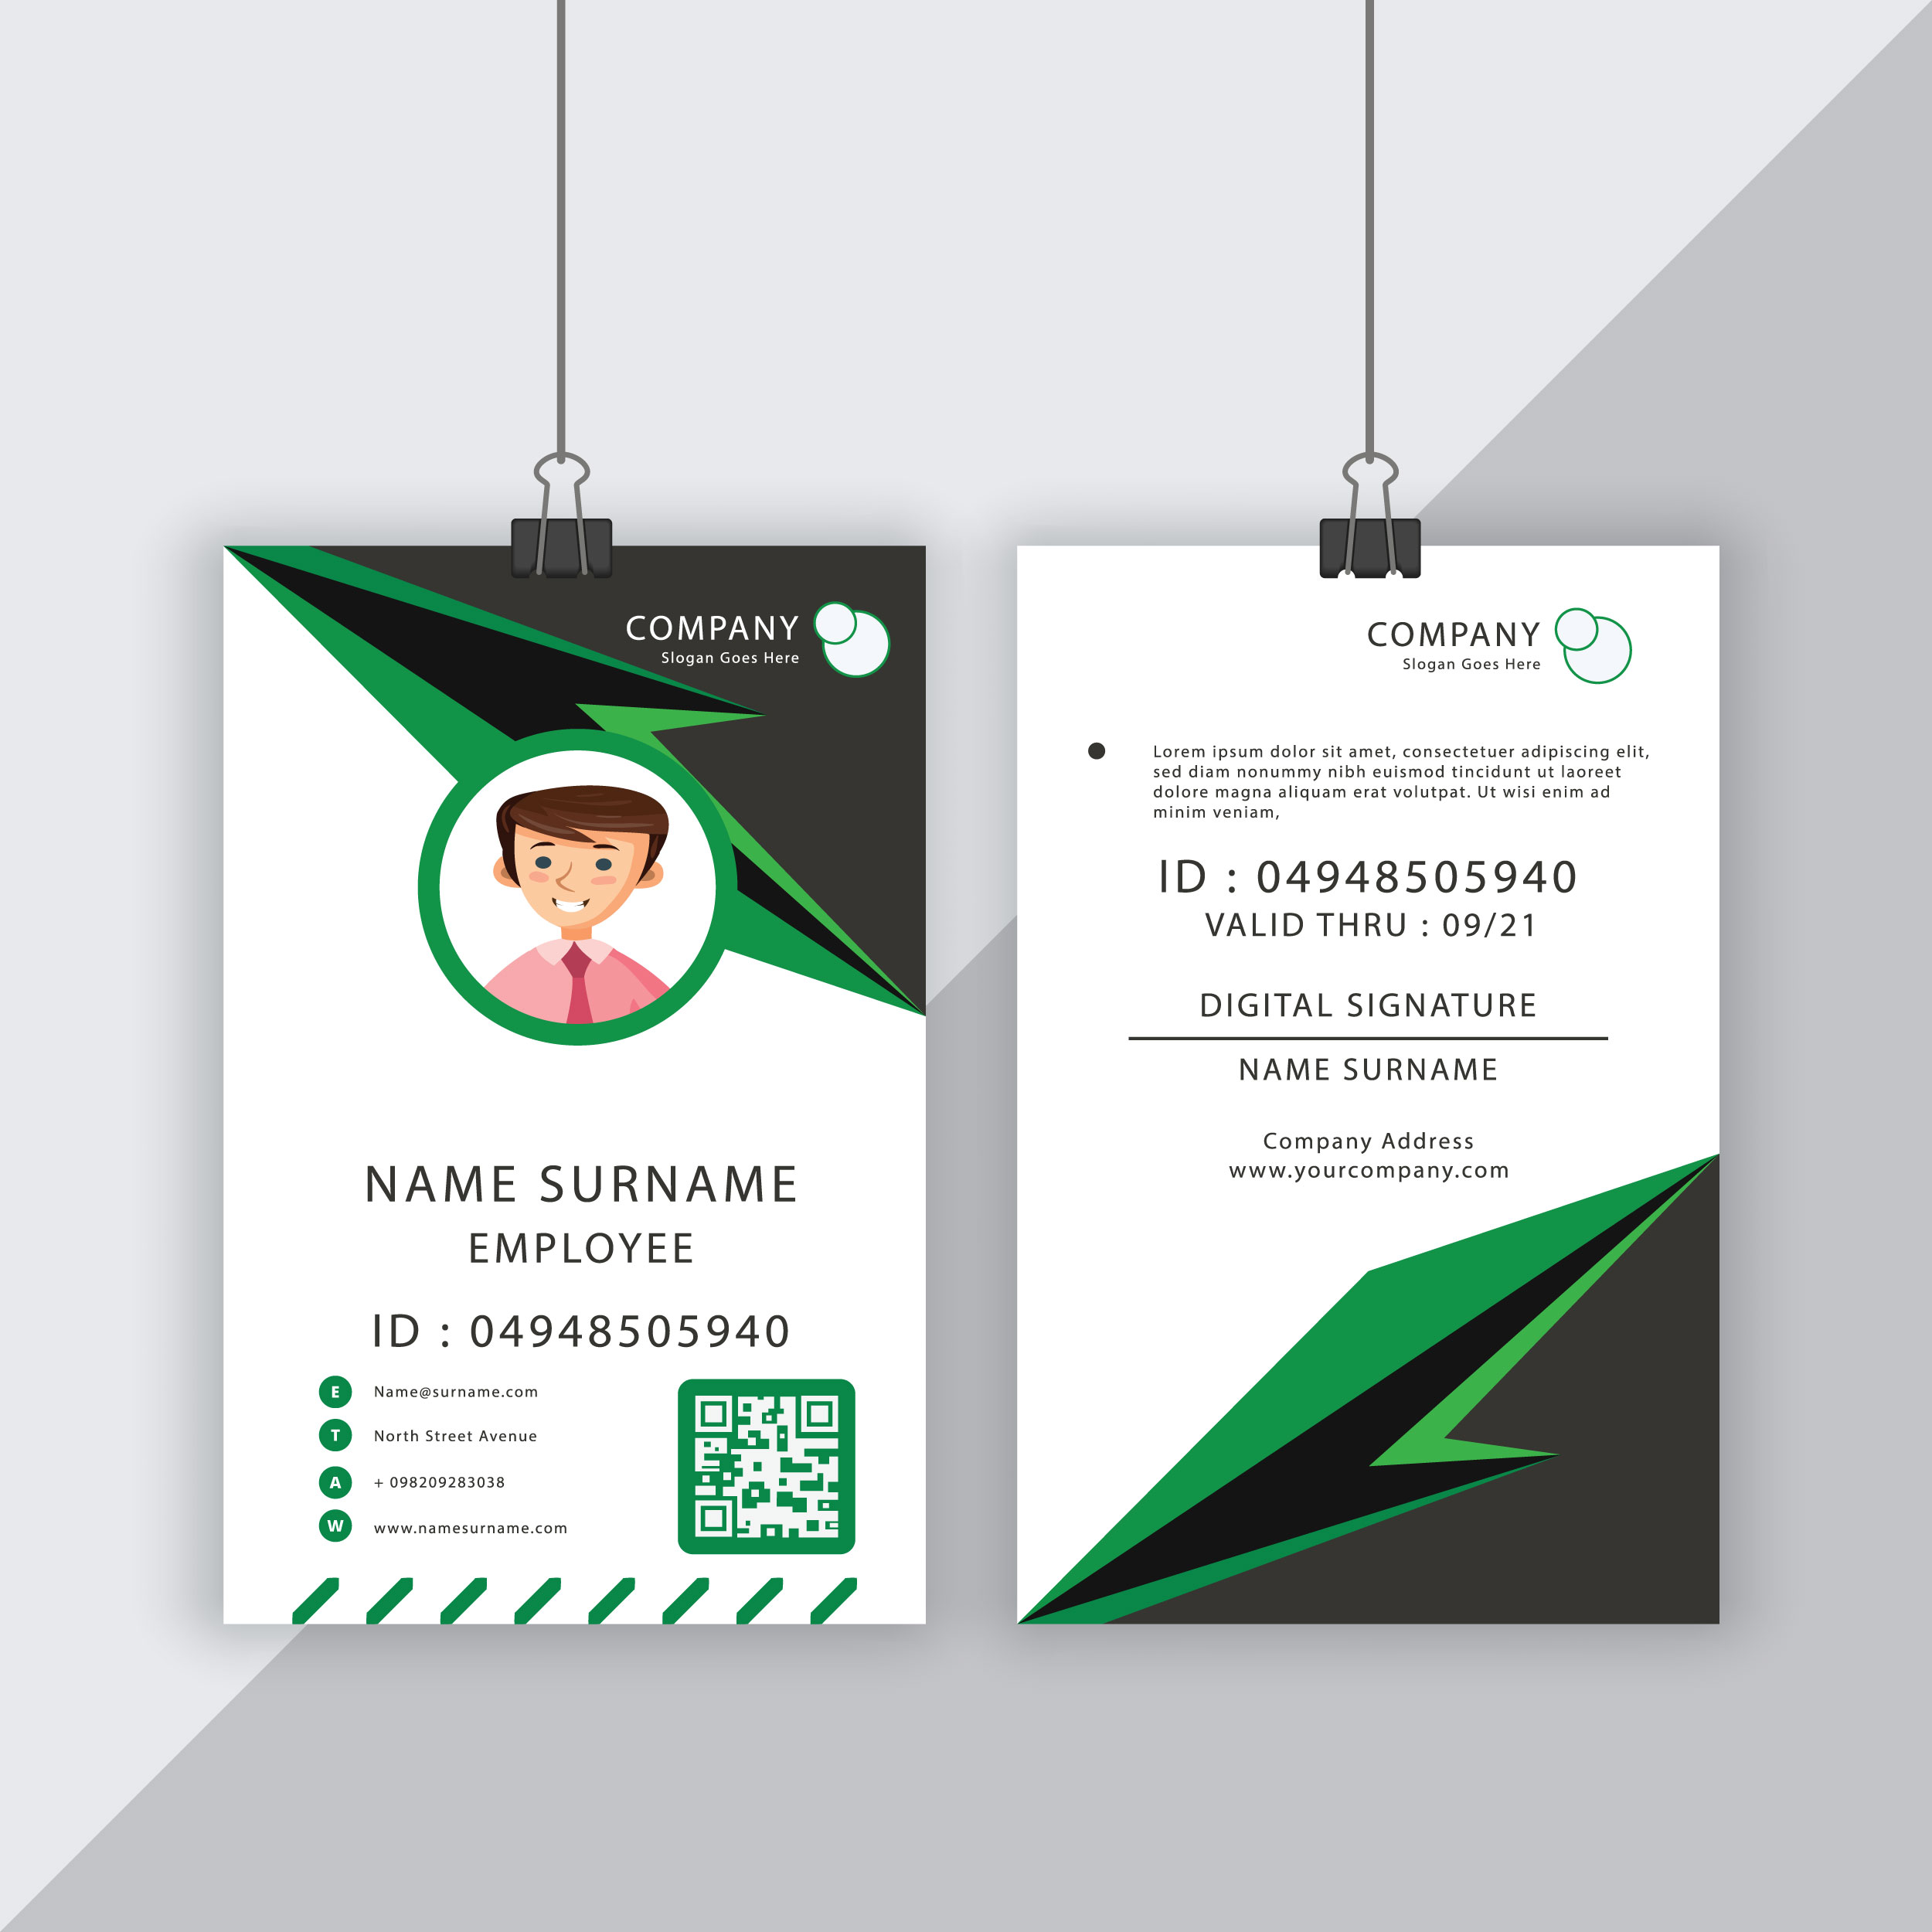 COMPANY
Slogan Goes Here
NAME SURNAME
EMPLOYEE
ID : 04948505940
E Name@surname.com
T North Street Avenue
A + 098209283038
W www.namesurname.com
COMPANY
Slogan Goes Here
Lorem ipsum dolor sit amet, consectetuer adipiscing elit,
sed diam nonummy nibh euismod tincidunt ut laoreet
dolore magna aliquam erat volutpat. Ut wisi enim ad
minim veniam,
ID : 04948505940
VALID THRU : 09/21
DIGITAL SIGNATURE
NAME SURNAME
Company Address
www.yourcompany.com